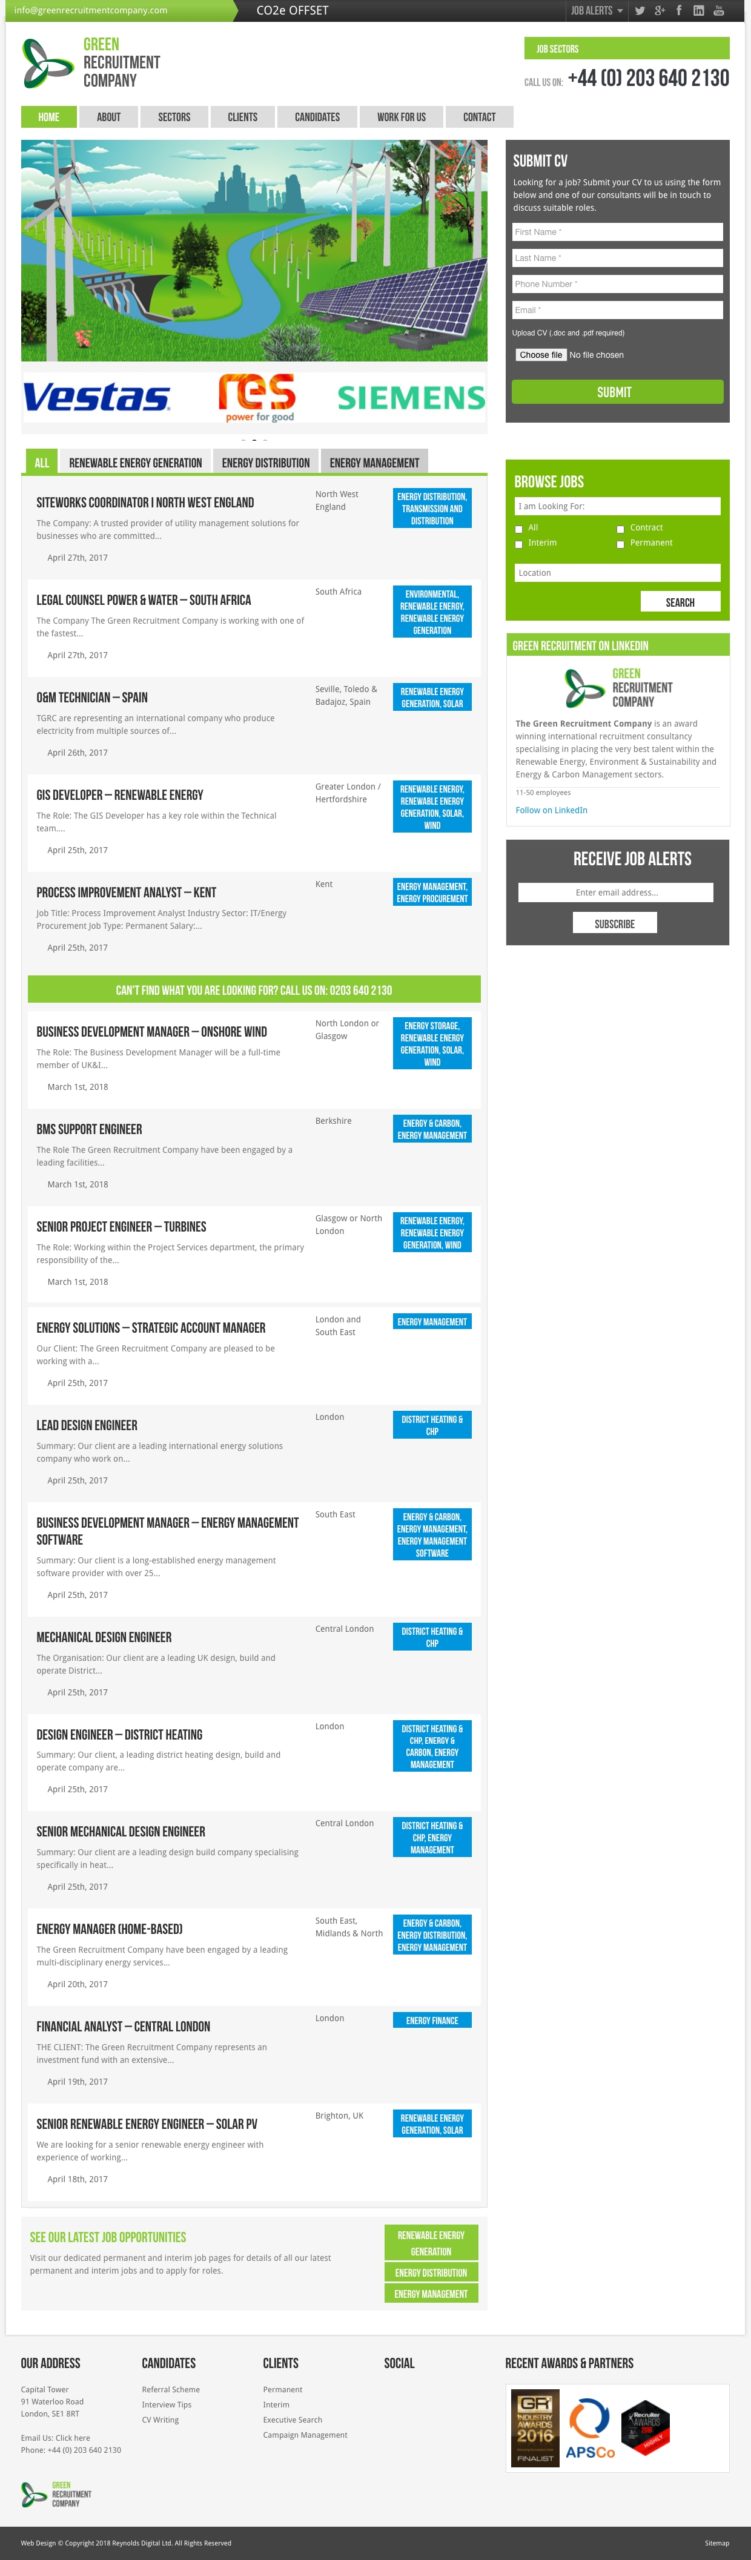 info@greenrecruitmentcompany.com
CO2e OFFSET
JOB ALERTS
GREEN
RECRUITMENT
COMPANY
JOB SECTORS
CALL US ON: +44 (0) 203 640 2130
HOME
ABOUT
SECTORS
CLIENTS
CANDIDATES
WORK FOR US
CONTACT
Vestas
res
power for good
SIEMENS
SUBMIT CV
Looking for a job? Submit your CV to us using the form
below and one of our consultants will be in touch to
discuss suitable roles.
First Name *
Last Name *
Phone Number *
Email *
Upload CV (.doc and .pdf required)
Choose file No file chosen
SUBMIT
ALL
RENEWABLE ENERGY GENERATION
ENERGY DISTRIBUTION
ENERGY MANAGEMENT
SITEWORKS COORDINATOR I NORTH WEST ENGLAND
The Company: A trusted provider of utility management solutions for
businesses who are committed...
April 27th, 2017
North West
England
ENERGY DISTRIBUTION,
TRANSMISSION AND
DISTRIBUTION
LEGAL COUNSEL POWER & WATER – SOUTH AFRICA
The Company The Green Recruitment Company is working with one of
the fastest...
April 27th, 2017
South Africa
ENVIRONMENTAL,
RENEWABLE ENERGY,
RENEWABLE ENERGY
GENERATION
O&M TECHNICIAN – SPAIN
TGRC are representing an international company who produce
electricity from multiple sources of...
April 26th, 2017
Seville, Toledo &
Badajoz, Spain
RENEWABLE ENERGY
GENERATION, SOLAR
GIS DEVELOPER – RENEWABLE ENERGY
The Role: The GIS Developer has a key role within the Technical
team....
April 25th, 2017
Greater London /
Hertfordshire
RENEWABLE ENERGY,
RENEWABLE ENERGY
GENERATION, SOLAR,
WIND
PROCESS IMPROVEMENT ANALYST – KENT
Job Title: Process Improvement Analyst Industry Sector: IT/Energy
Procurement Job Type: Permanent Salary:...
April 25th, 2017
Kent
ENERGY MANAGEMENT,
ENERGY PROCUREMENT
CAN'T FIND WHAT YOU ARE LOOKING FOR? CALL US ON: 0203 640 2130
BUSINESS DEVELOPMENT MANAGER – ONSHORE WIND
The Role: The Business Development Manager will be a full-time
member of UK&I...
March 1st, 2018
North London or
Glasgow
ENERGY STORAGE,
RENEWABLE ENERGY
GENERATION, SOLAR,
WIND
BMS SUPPORT ENGINEER
The Role The Green Recruitment Company have been engaged by a
leading facilities...
March 1st, 2018
Berkshire
ENERGY & CARBON,
ENERGY MANAGEMENT
SENIOR PROJECT ENGINEER – TURBINES
The Role: Working within the Project Services department, the primary
responsibility of the...
March 1st, 2018
Glasgow or North
London
RENEWABLE ENERGY,
RENEWABLE ENERGY
GENERATION, WIND
ENERGY SOLUTIONS – STRATEGIC ACCOUNT MANAGER
Our Client: The Green Recruitment Company are pleased to be
working with a...
April 25th, 2017
London and
South East
ENERGY MANAGEMENT
LEAD DESIGN ENGINEER
Summary: Our client are a leading international energy solutions
company who work on...
April 25th, 2017
London
DISTRICT HEATING &
CHP
BUSINESS DEVELOPMENT MANAGER – ENERGY MANAGEMENT
SOFTWARE
Summary: Our client is a long-established energy management
software provider with over 25...
April 25th, 2017
South East
ENERGY & CARBON,
ENERGY MANAGEMENT,
ENERGY MANAGEMENT
SOFTWARE
MECHANICAL DESIGN ENGINEER
The Organisation: Our client are a leading UK design, build and
operate District...
April 25th, 2017
Central London
DISTRICT HEATING &
CHP
DESIGN ENGINEER – DISTRICT HEATING
Summary: Our client, a leading district heating design, build and
operate company are...
April 25th, 2017
London
DISTRICT HEATING &
CHP, ENERGY &
CARBON, ENERGY
MANAGEMENT
SENIOR MECHANICAL DESIGN ENGINEER
Summary: Our client are a leading design build company specialising
specifically in heat...
April 25th, 2017
Central London
DISTRICT HEATING &
CHP, ENERGY
MANAGEMENT
ENERGY MANAGER (HOME-BASED)
The Green Recruitment Company have been engaged by a leading
multi-disciplinary energy services...
April 20th, 2017
South East,
Midlands & North
ENERGY & CARBON,
ENERGY DISTRIBUTION,
ENERGY MANAGEMENT
FINANCIAL ANALYST – CENTRAL LONDON
THE CLIENT: The Green Recruitment Company represents an
investment fund with an extensive...
April 19th, 2017
London
ENERGY FINANCE
SENIOR RENEWABLE ENERGY ENGINEER – SOLAR PV
We are looking for a senior renewable energy engineer with
experience of working...
April 18th, 2017
Brighton, UK
RENEWABLE ENERGY
GENERATION, SOLAR
SEE OUR LATEST JOB OPPORTUNITIES
Visit our dedicated permanent and interim job pages for details of all our latest
permanent and interim jobs and to apply for roles.
RENEWABLE ENERGY
GENERATION
ENERGY DISTRIBUTION
ENERGY MANAGEMENT
BROWSE JOBS
I am Looking For:
All
Contract
Interim
Permanent
Location
SEARCH
GREEN RECRUITMENT ON LINKEDIN
GREEN
RECRUITMENT
COMPANY
The Green Recruitment Company is an award
winning international recruitment consultancy
specialising in placing the very best talent within the
Renewable Energy, Environment & Sustainability and
Energy & Carbon Management sectors.
11-50 employees
Follow on LinkedIn
RECEIVE JOB ALERTS
Enter email address...
SUBSCRIBE
OUR ADDRESS
Capital Tower
91 Waterloo Road
London, SE1 8RT
Email Us: Click here
Phone: +44 (0) 203 640 2130
CANDIDATES
Referral Scheme
Interview Tips
CV Writing
CLIENTS
Permanent
Interim
Executive Search
Campaign Management
SOCIAL
RECENT AWARDS & PARTNERS
GRi
INDUSTRY
AWARDS
2016
FINALIST
APSCo
Recruiter
AWARDS
2016
HIGHLY
GREEN
RECRUITMENT
COMPANY
Web Design © Copyright 2018 Reynolds Digital Ltd. All Rights Reserved
Sitemap